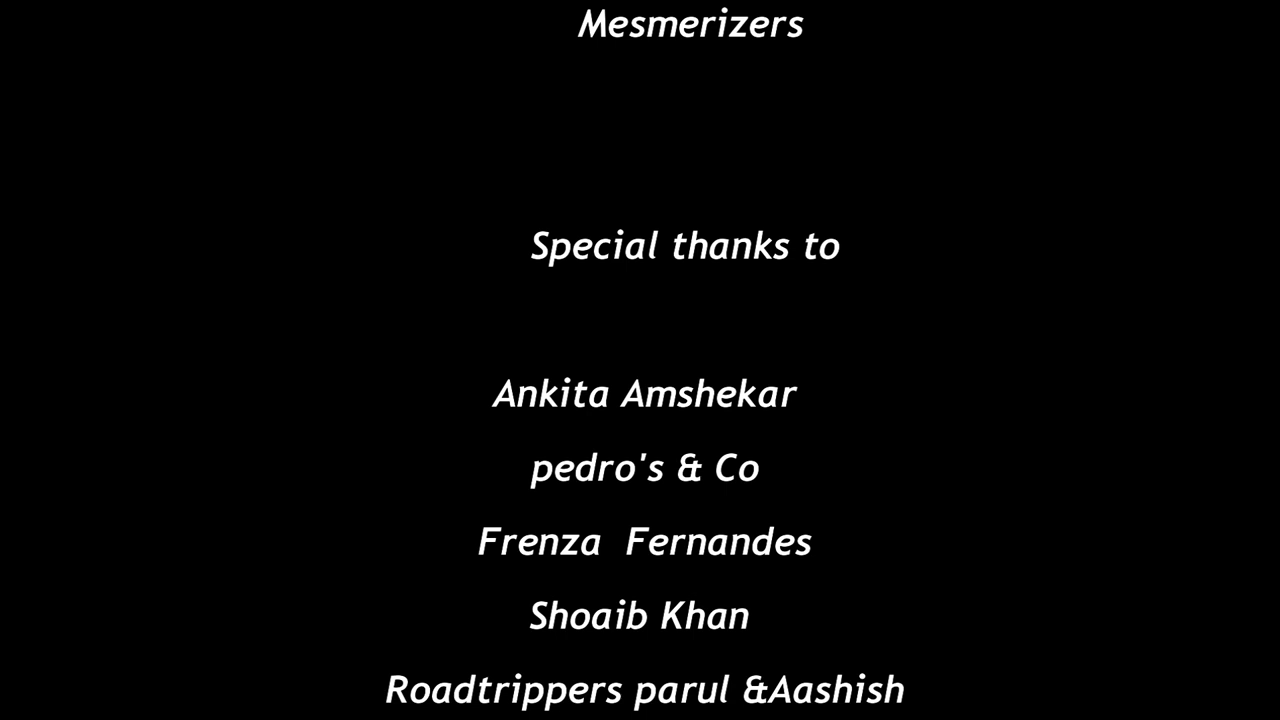 Mesmerizers
Special thanks to
Ankita Amshekar
pedro's & Co
Frenza  Fernandes
Shoaib Khan
Roadtrippers parul &Aashish